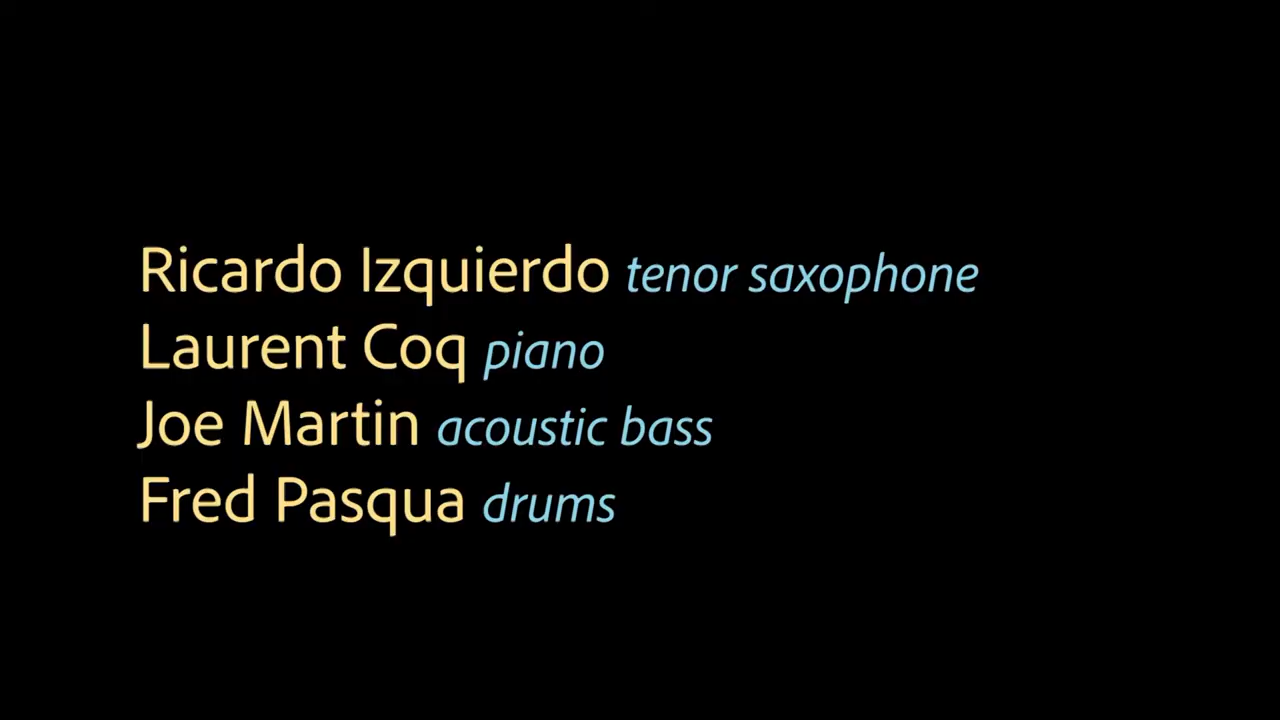 Ricardo Izquierdo tenor saxophone
Laurent Coq piano
Joe Martin acoustic bass
Fred Pasqua drums